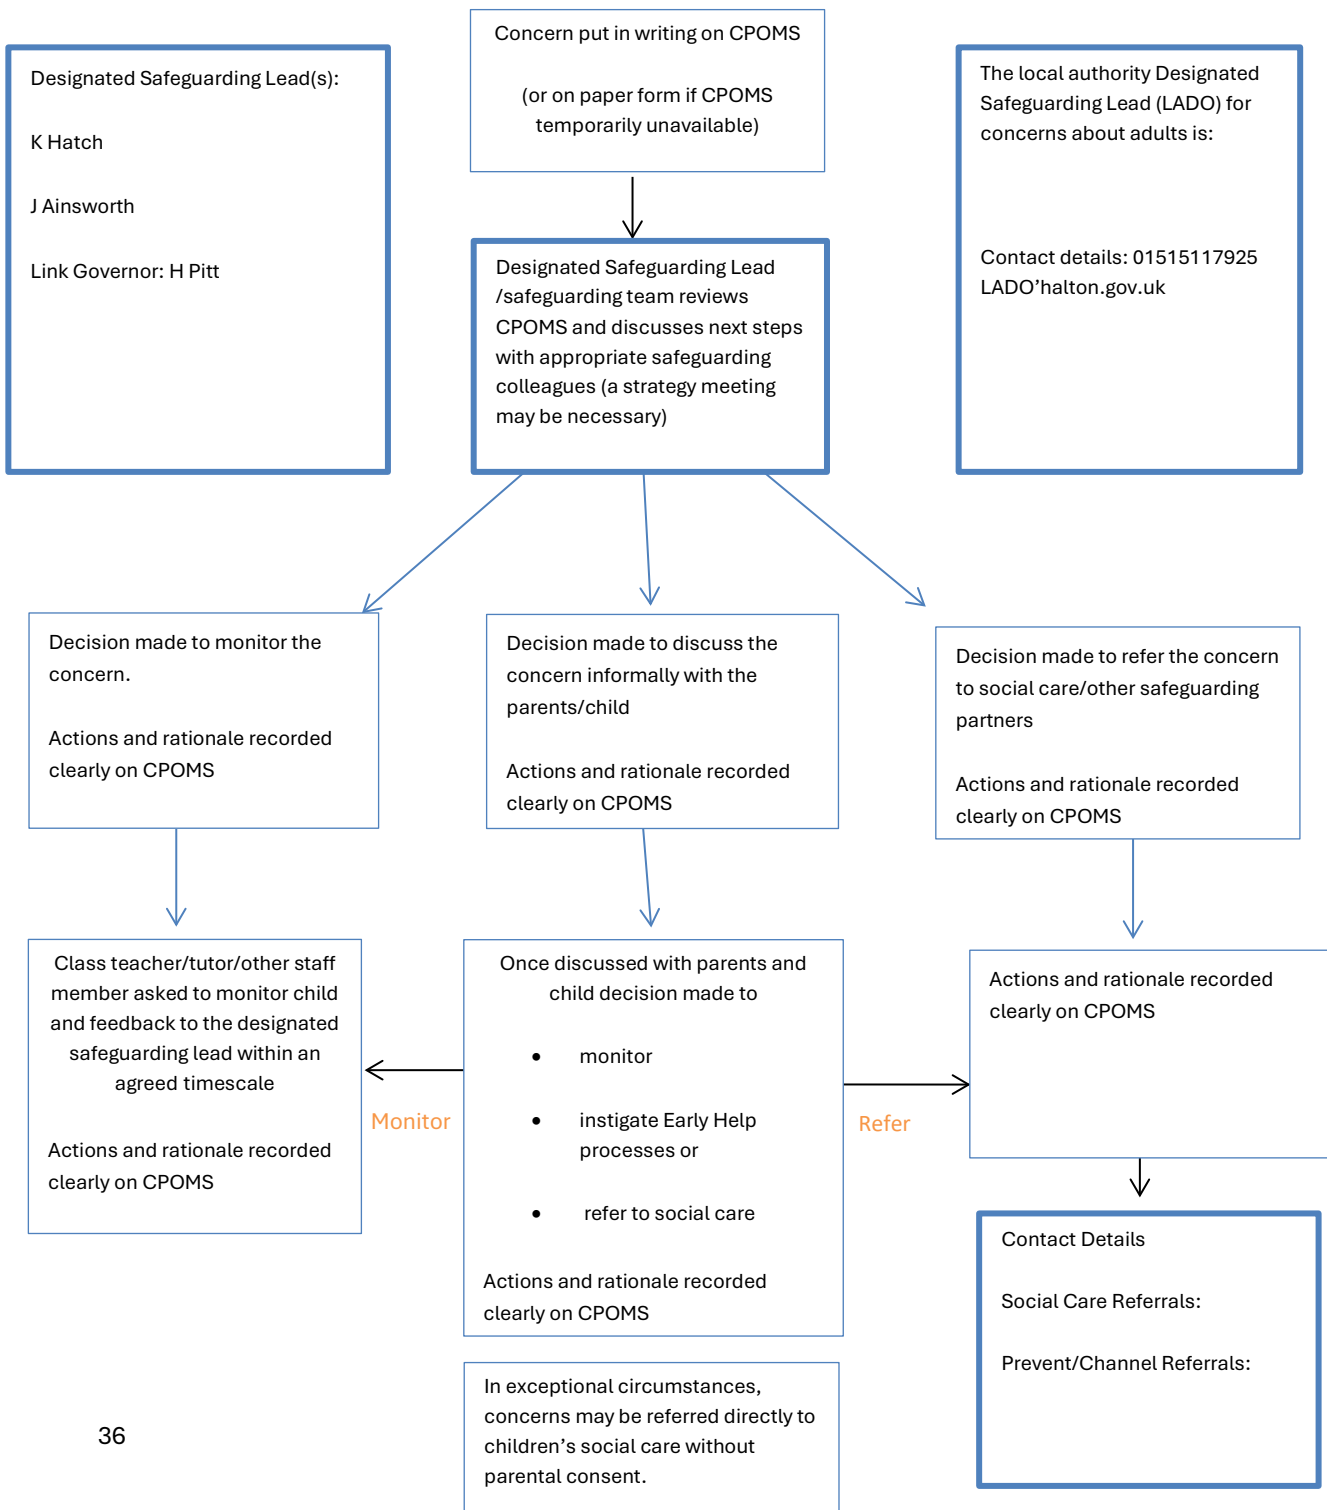 Concern put in writing on CPOMS
(or on paper form if CPOMS
temporarily unavailable)
Designated Safeguarding Lead(s):
K Hatch
J Ainsworth
Link Governor: H Pitt
The local authority Designated
Safeguarding Lead (LADO) for
concerns about adults is:
Contact details: 01515117925
LADO’halton.gov.uk
Designated Safeguarding Lead
/safeguarding team reviews
CPOMS and discusses next steps
with appropriate safeguarding
colleagues (a strategy meeting
may be necessary)
Decision made to monitor the
concern.
Actions and rationale recorded
clearly on CPOMS
Decision made to discuss the
concern informally with the
parents/child
Actions and rationale recorded
clearly on CPOMS
Decision made to refer the concern
to social care/other safeguarding
partners
Actions and rationale recorded
clearly on CPOMS
Class teacher/tutor/other staff
member asked to monitor child
and feedback to the designated
safeguarding lead within an
agreed timescale
Actions and rationale recorded
clearly on CPOMS
Monitor
Once discussed with parents and
child decision made to
• monitor
• instigate Early Help
processes or
• refer to social care
Actions and rationale recorded
clearly on CPOMS
Refer
Actions and rationale recorded
clearly on CPOMS
Contact Details
Social Care Referrals:
Prevent/Channel Referrals:
In exceptional circumstances,
concerns may be referred directly to
children’s social care without
parental consent.
36